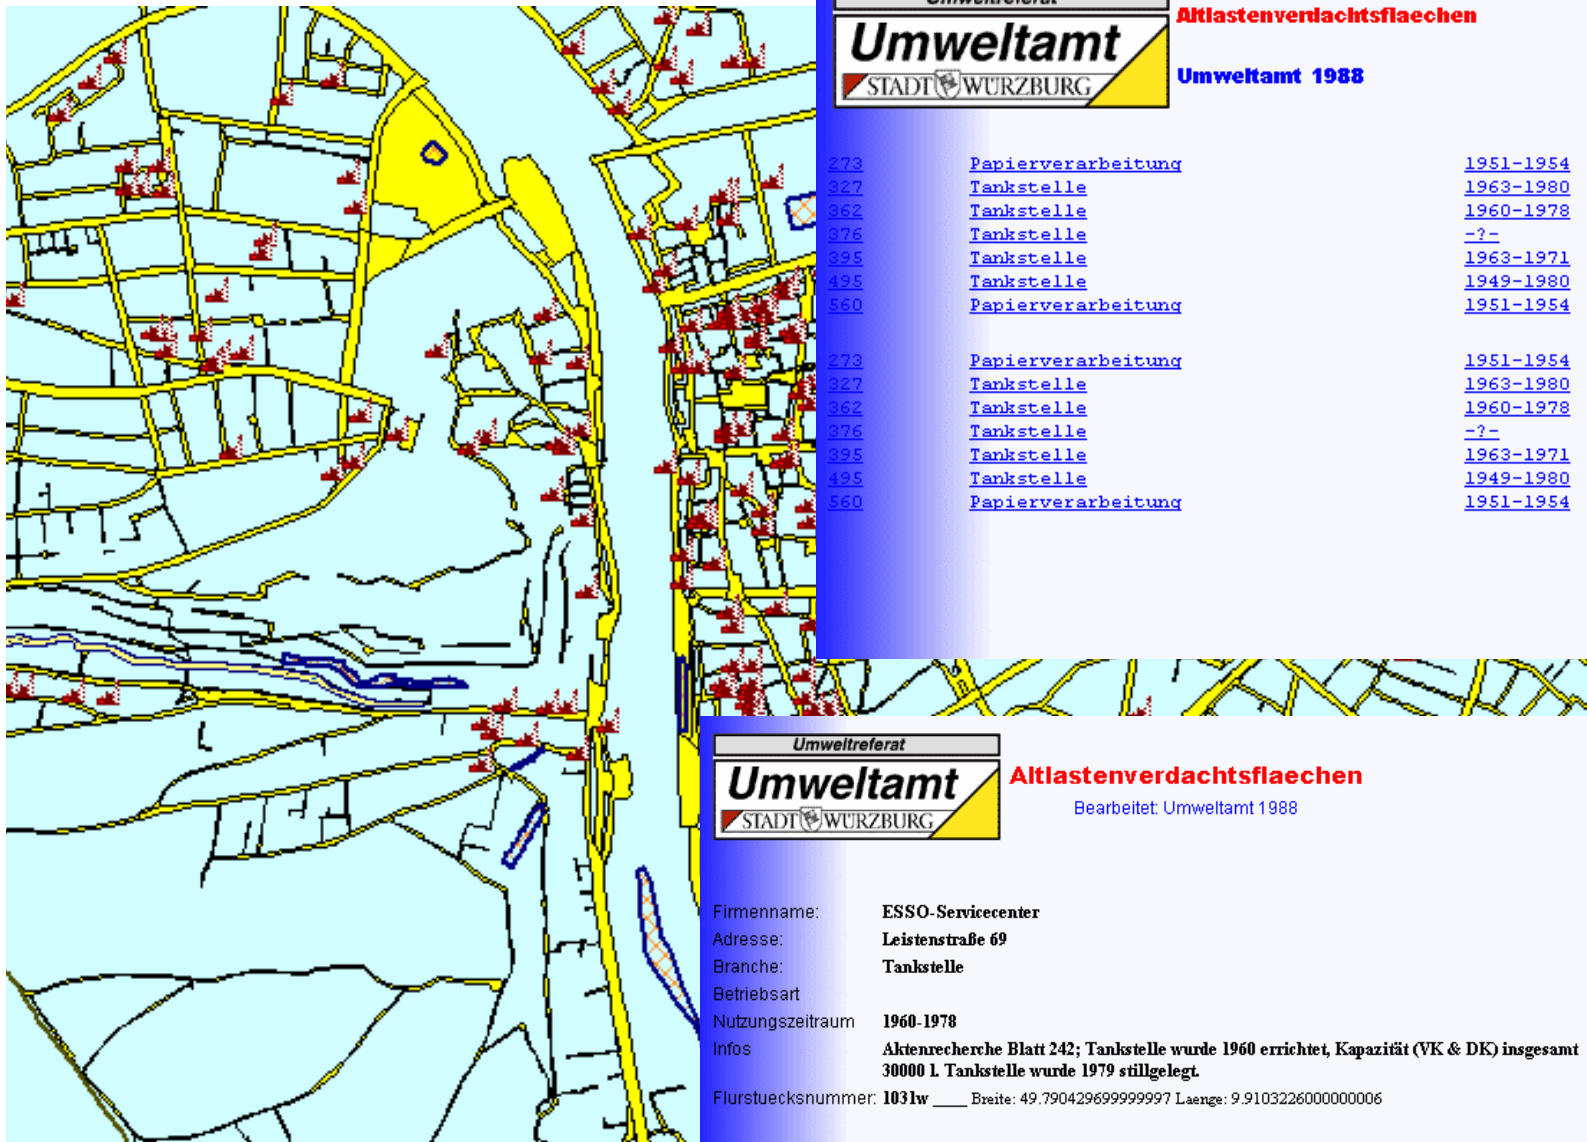 Umweltreferat
Umweltamt
STADT WÜRZBURG
Altlastenverdachtsflaechen
Umweltamt 1988
273 Papierverarbeitung 1951-1954
327 Tankstelle 1963-1980
362 Tankstelle 1960-1978
376 Tankstelle -?-
395 Tankstelle 1963-1971
495 Tankstelle 1949-1980
560 Papierverarbeitung 1951-1954
273 Papierverarbeitung 1951-1954
327 Tankstelle 1963-1980
362 Tankstelle 1960-1978
376 Tankstelle -?-
395 Tankstelle 1963-1971
495 Tankstelle 1949-1980
560 Papierverarbeitung 1951-1954
Umweltreferat
Umweltamt
STADT WÜRZBURG
Altlastenverdachtsflaechen
Bearbeitet: Umweltamt 1988
Firmenname: ESSO-Servicecenter
Adresse: Leistenstraße 69
Branche: Tankstelle
Betriebsart
Nutzungszeitraum 1960-1978
Infos Aktenrecherche Blatt 242; Tankstelle wurde 1960 errichtet, Kapazität (VK & DK) insgesamt
30000 l. Tankstelle wurde 1979 stillgelegt.
Flurstuecksnummer: 1031w ____ Breite: 49.790429699999997 Laenge: 9.9103226000000006